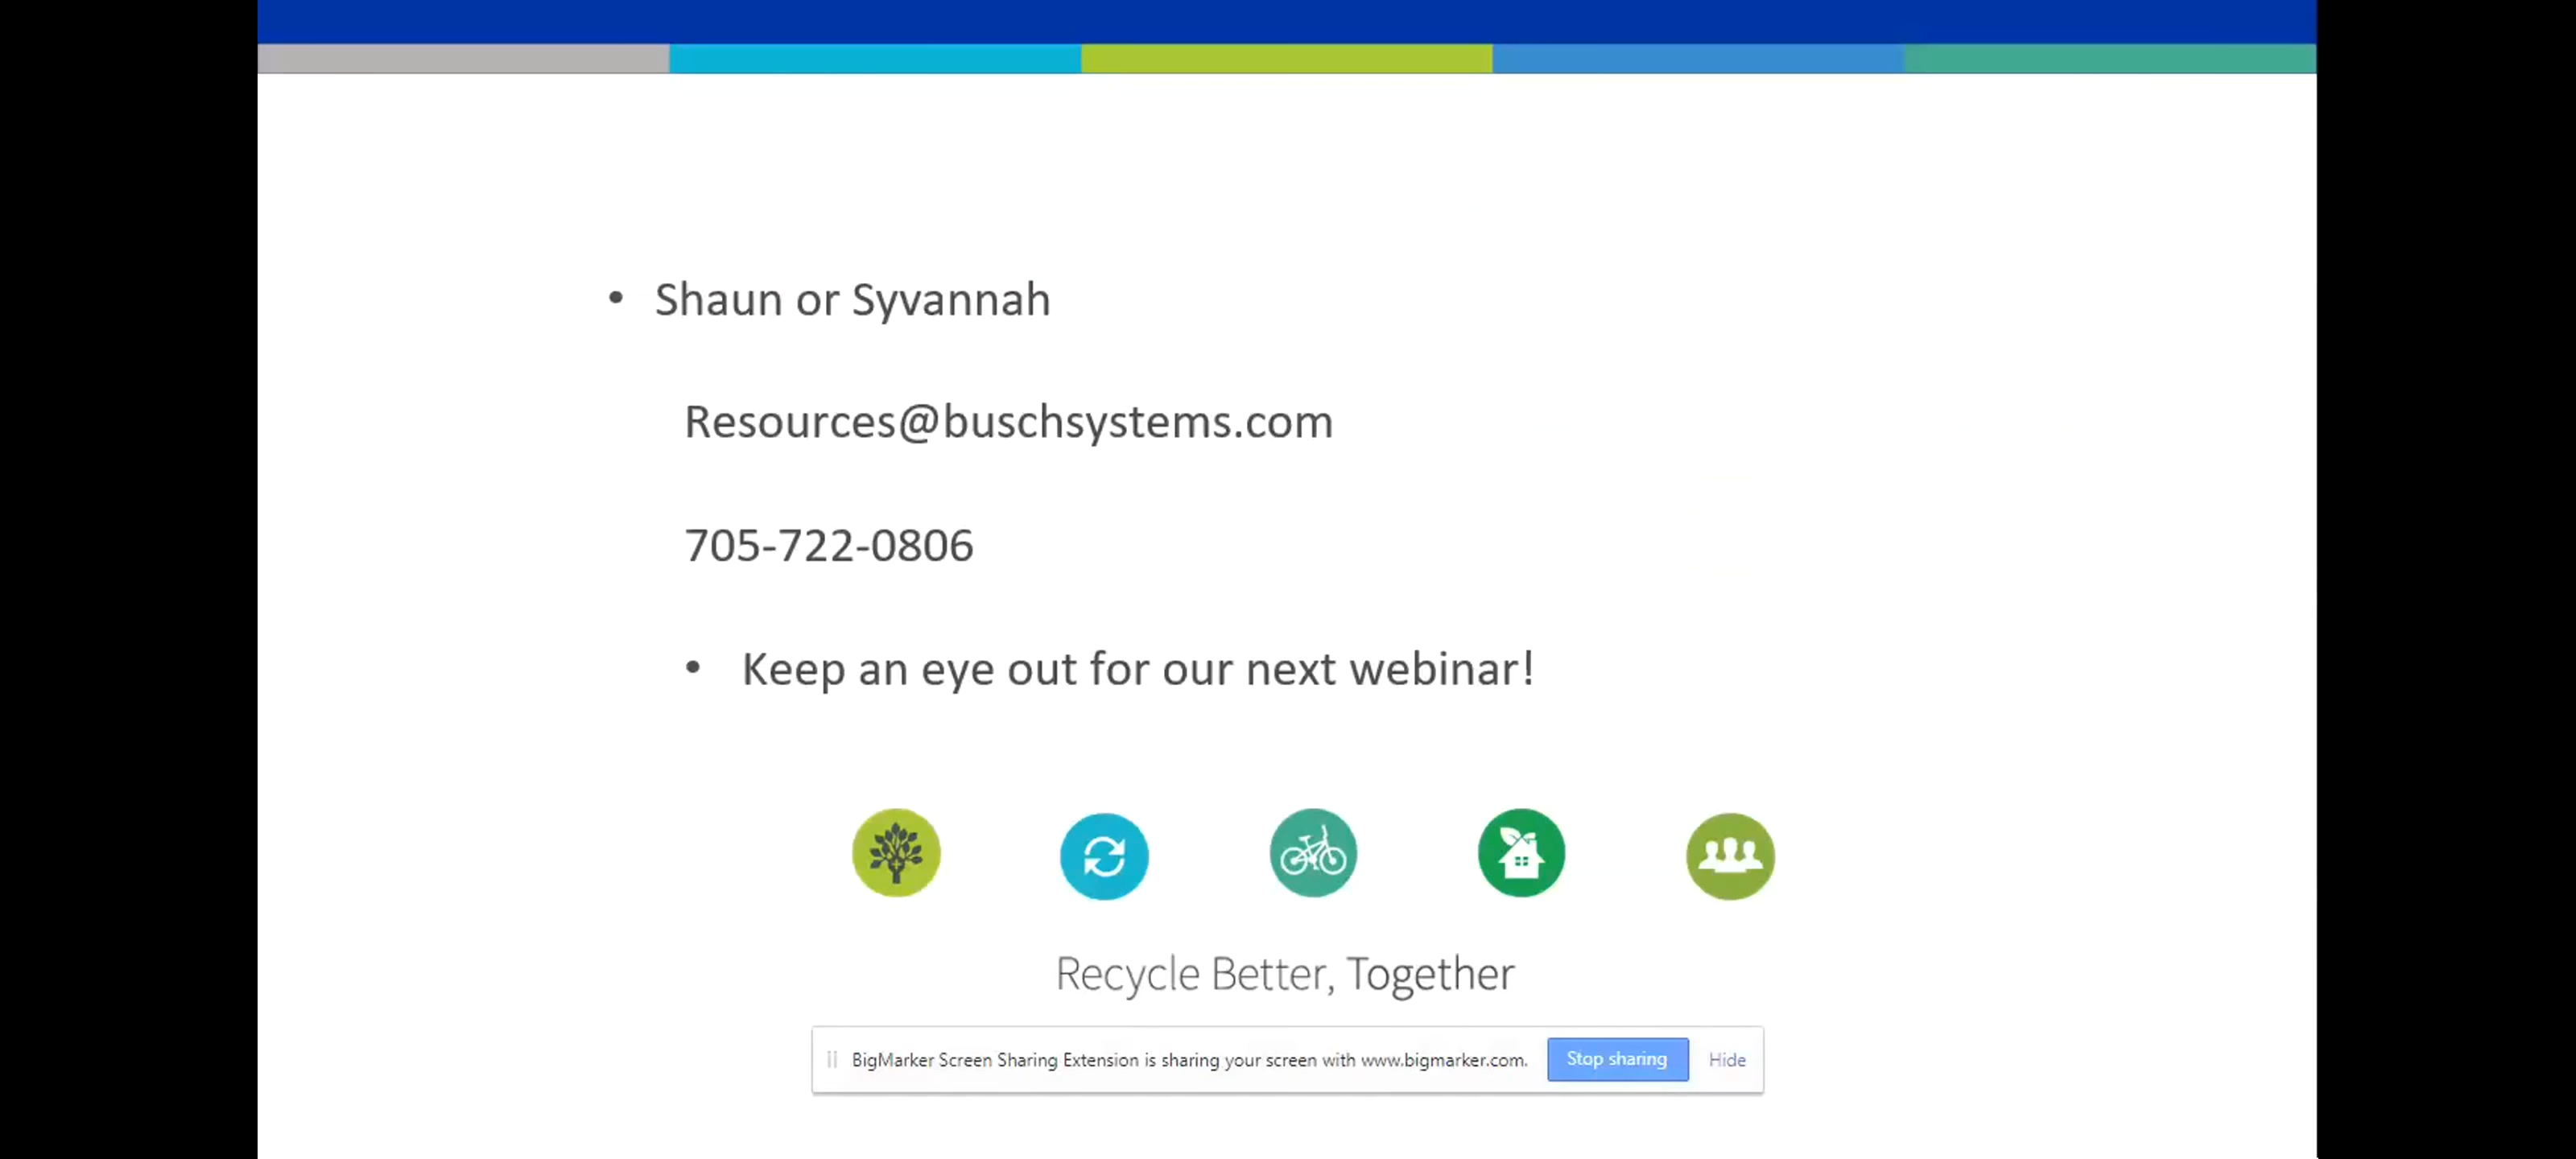 • Shaun or Syvannah
Resources@buschsystems.com
705-722-0806
• Keep an eye out for our next webinar!
Recycle Better, Together
BigMarker Screen Sharing Extension is sharing your screen with www.bigmarker.com. Stop sharing Hide